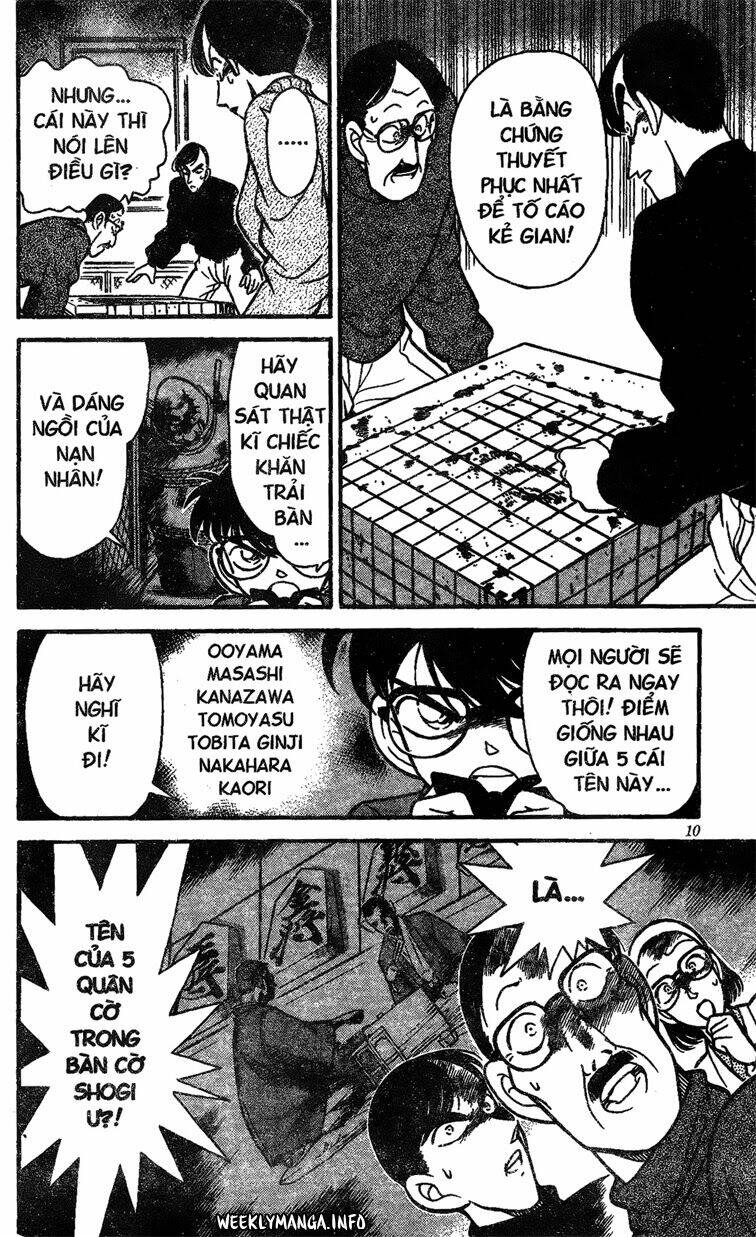 LÀ BẰNG
CHỨNG
THUYẾT
PHỤC NHẤT
ĐỂ TỐ CÁO
KẺ GIAN!
......
NHƯNG...
CÁI NÀY THÌ
NÓI LÊN
ĐIỀU GÌ?
HÃY
QUAN
SÁT THẬT
KĨ CHIẾC
KHĂN
TRẢI
BÀN
...
VÀ DÁNG
NGỒI CỦA
NẠN
NHÂN!
MỌI NGƯỜI SẼ
ĐỌC RA NGAY
THÔI! ĐIỂM
GIỐNG NHAU
GIỮA 5 CÁI
TÊN NÀY...
OOYAMA
MASASHI
KANAZAWA
TOMOYASU
TOBITA GINJI
NAKAHARA
KAORI
HÃY
NGHĨ
KĨ
ĐI!
10
LÀ...
TÊN
CỦA 5
QUÂN
CỜ
TRONG
BÀN CỜ
SHOGI
Ư?!
WEEKLYMANGA.INFO